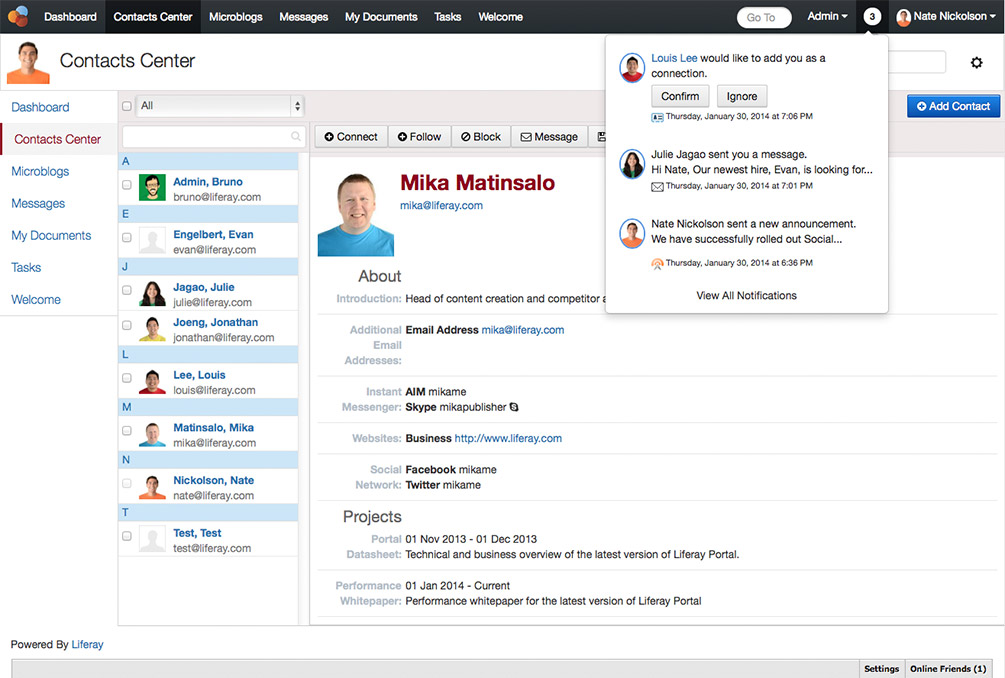 Dashboard Contacts Center Microblogs Messages My Documents Tasks Welcome Go To Admin 3 Nate Nickolson
Contacts Center
Louis Lee would like to add you as a
connection.
Confirm Ignore
Thursday, January 30, 2014 at 7:06 PM
Julie Jagao sent you a message.
Hi Nate, Our newest hire, Evan, is looking for...
Thursday, January 30, 2014 at 7:01 PM
Nate Nickolson sent a new announcement.
We have successfully rolled out Social...
Thursday, January 30, 2014 at 6:36 PM
View All Notifications
Add Contact
Dashboard
Contacts Center
Microblogs
Messages
My Documents
Tasks
Welcome
All
A
Admin, Bruno
bruno@liferay.com
E
Engelbert, Evan
evan@liferay.com
J
Jagao, Julie
julie@liferay.com
Joeng, Jonathan
jonathan@liferay.com
L
Lee, Louis
louis@liferay.com
M
Matinsalo, Mika
mika@liferay.com
N
Nickolson, Nate
nate@liferay.com
T
Test, Test
test@liferay.com
Connect Follow Block Message
Mika Matinsalo
mika@liferay.com
About
Introduction: Head of content creation and competitor
Additional Email Address mika@liferay.com
Email
Addresses:
Instant AIM mikame
Messenger: Skype mikapublisher
Websites: Business http://www.liferay.com
Social Facebook mikame
Network: Twitter mikame
Projects
Portal 01 Nov 2013 - 01 Dec 2013
Datasheet: Technical and business overview of the latest version of Liferay Portal.
Performance 01 Jan 2014 - Current
Whitepaper: Performance whitepaper for the latest version of Liferay Portal
Powered By Liferay
Settings Online Friends (1)